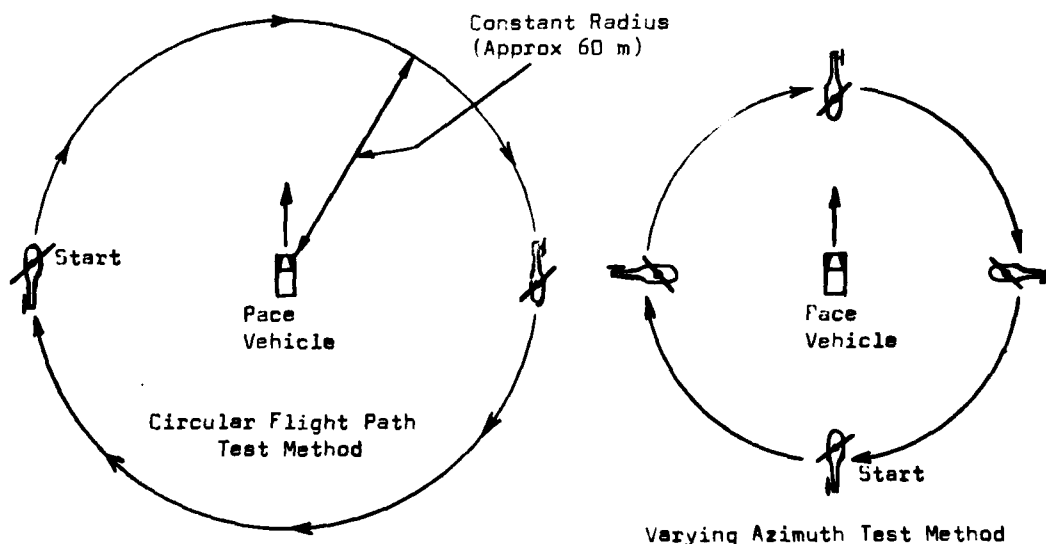 Constant Radius
(Approx 60 m)
Start
Pace
Vehicle
Circular Flight Path
Test Method
Pace
Vehicle
Start
Varying Azimuth Test Method